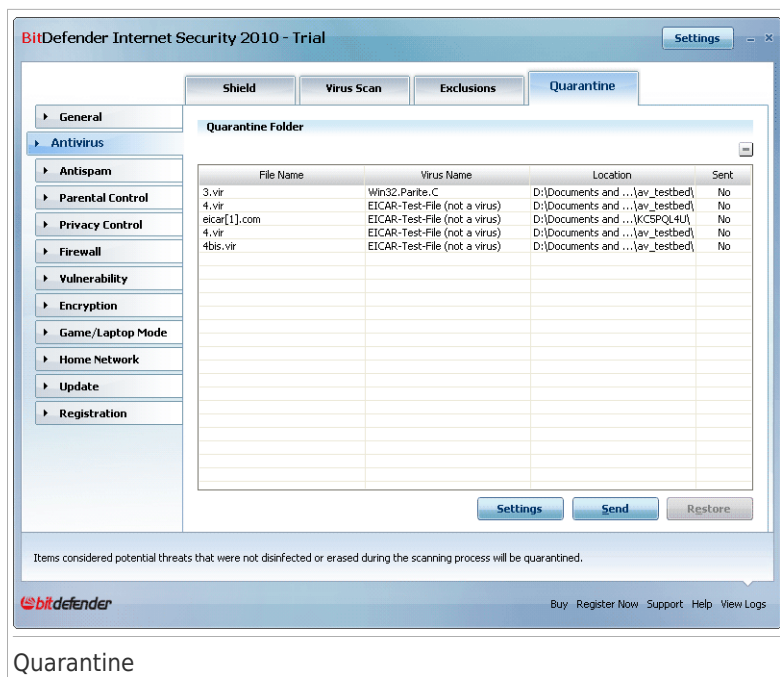 BitDefender Internet Security 2010 - Trial
Settings
Shield Virus Scan Exclusions Quarantine
General
Antivirus
Antispam
Parental Control
Privacy Control
Firewall
Vulnerability
Encryption
Game/Laptop Mode
Home Network
Update
Registration
Quarantine Folder
File Name Virus Name Location Sent
3.vir Win32.Parite.C D:\Documents and ...\av_testbed\ No
4.vir EICAR-Test-File (not a virus) D:\Documents and ...\av_testbed\ No
eicar[1].com EICAR-Test-File (not a virus) D:\Documents and ...\KC5PQL4U\ No
4.vir EICAR-Test-File (not a virus) D:\Documents and ...\av_testbed\ No
4bis.vir EICAR-Test-File (not a virus) D:\Documents and ...\av_testbed\ No
Settings Send Restore
Items considered potential threats that were not disinfected or erased during the scanning process will be quarantined.
bitdefender
Buy Register Now Support Help View Logs
Quarantine